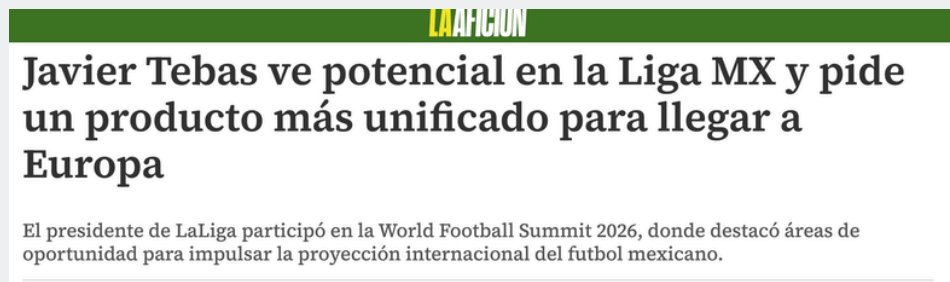 LA AFICIÓN
Javier Tebas ve potencial en la Liga MX y pide
un producto más unificado para llegar a
Europa
El presidente de LaLiga participó en la World Football Summit 2026, donde destacó áreas de
oportunidad para impulsar la proyección internacional del futbol mexicano.